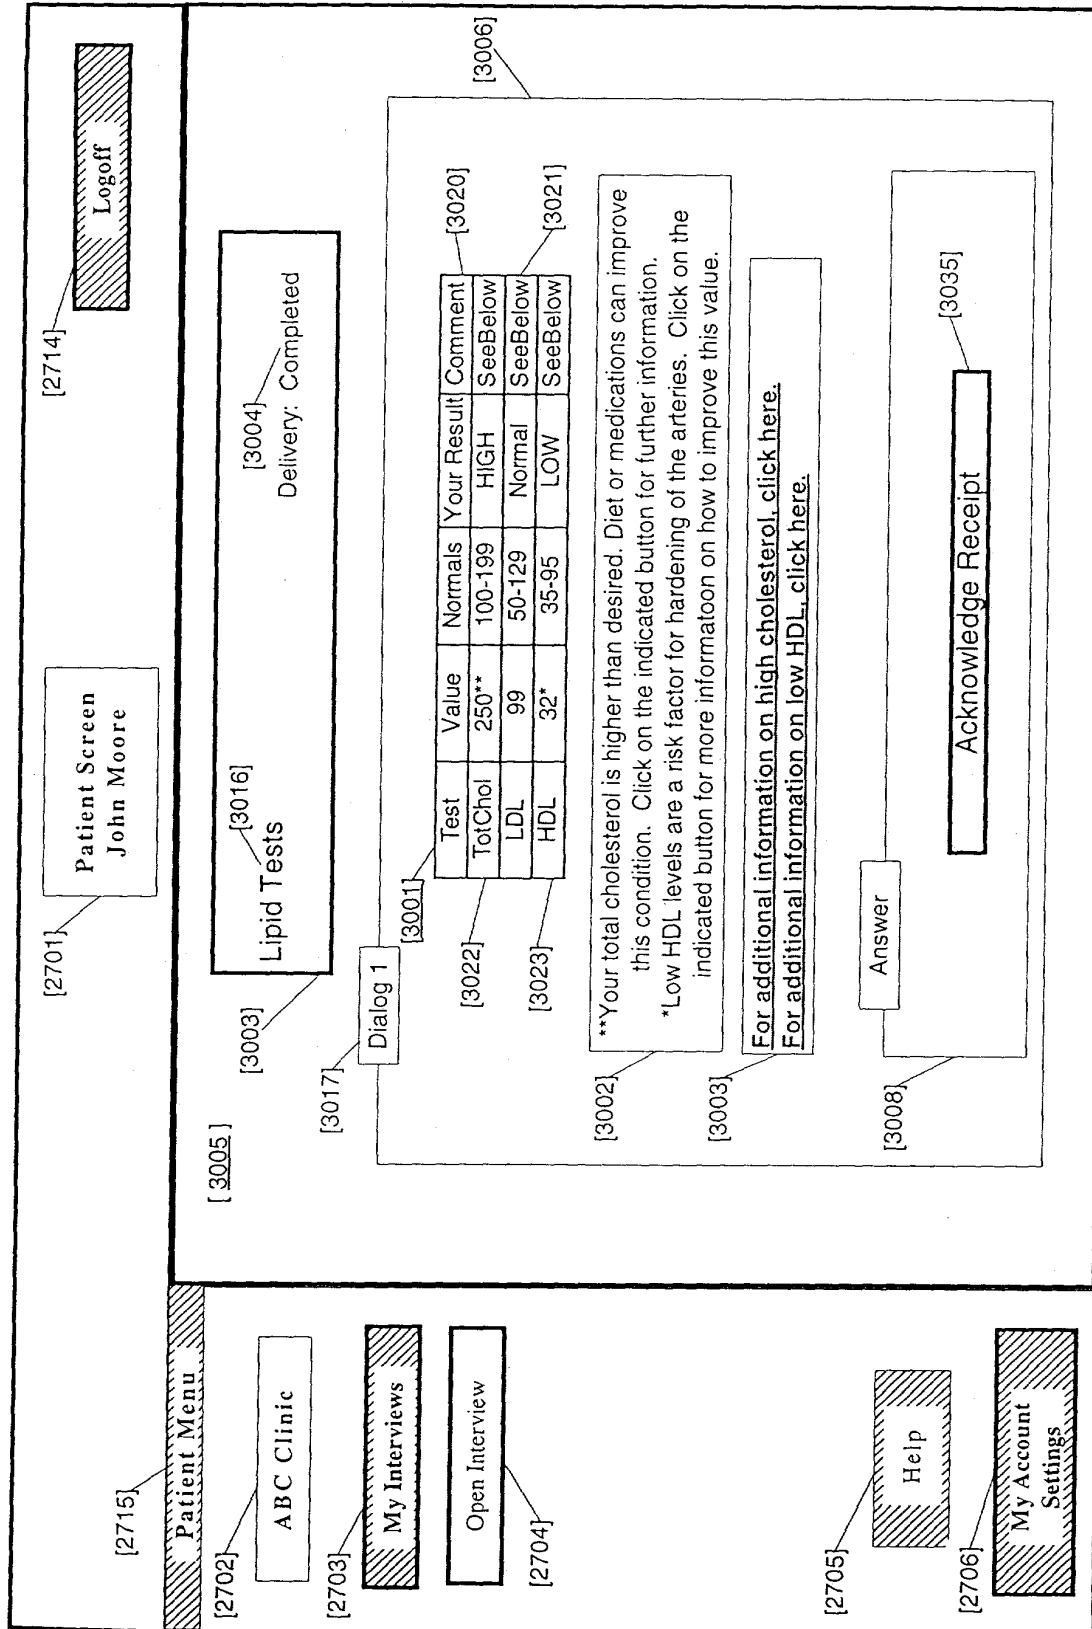 [2701]
Patient Screen
John Moore
[2714]
Logoff
[2715]
Patient Menu
[2702]
ABC Clinic
[2703]
My Interviews
Open Interview
[2704]
[2705]
Help
[2706]
My Account
Settings
[3005]
[3003]
Lipid Tests
[3016]
[3004]
Delivery: Completed
[3017]
Dialog 1
[3006]
[3001]
Test Value Normals Your Result Comment
TotChol 250** 100-199 HIGH SeeBelow
LDL 99 50-129 Normal SeeBelow
HDL 32* 35-95 LOW SeeBelow
[3020]
[3021]
[3022]
[3023]
[3002]
**Your total cholesterol is higher than desired. Diet or medications can improve
this condition. Click on the indicated button for further information.
*Low HDL levels are a risk factor for hardening of the arteries. Click on the
indicated button for more informatoon on how to improve this value.
[3003]
For additional information on high cholesterol, click here.
For additional information on low HDL, click here.
[3008]
Answer
Acknowledge Receipt
[3035]